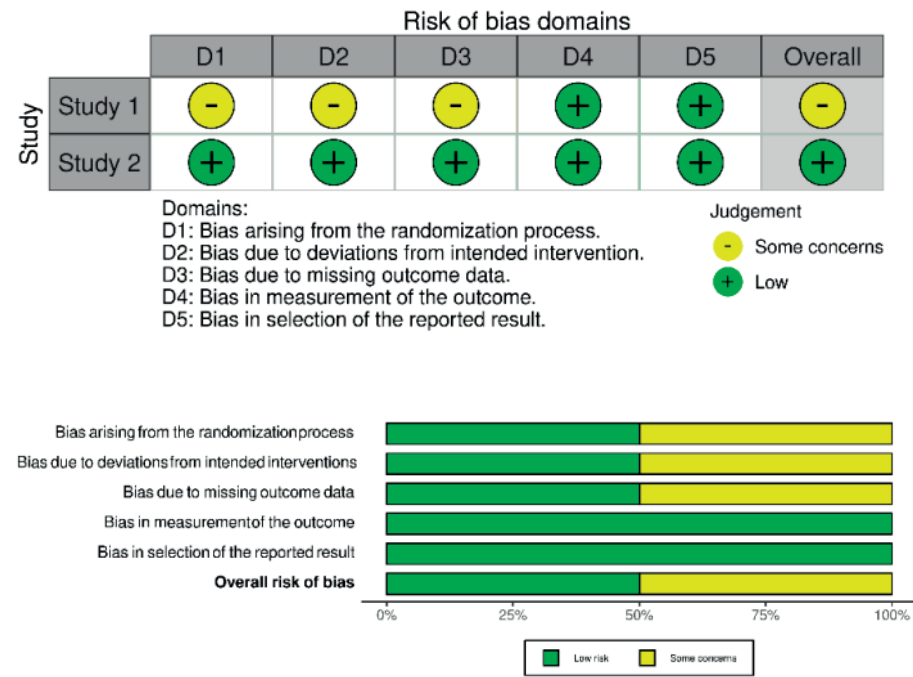 Risk of bias domains
D1 D2 D3 D4 D5 Overall
Study
Study 1 - - - + + -
Study 2 + + + + + +
Domains:
D1: Bias arising from the randomization process.
D2: Bias due to deviations from intended intervention.
D3: Bias due to missing outcome data.
D4: Bias in measurement of the outcome.
D5: Bias in selection of the reported result.
Judgement
- Some concerns
+ Low
Bias arising from the randomization process
Bias due to deviations from intended interventions
Bias due to missing outcome data
Bias in measurement of the outcome
Bias in selection of the reported result
Overall risk of bias
0% 25% 50% 75% 100%
Low risk Some concerns